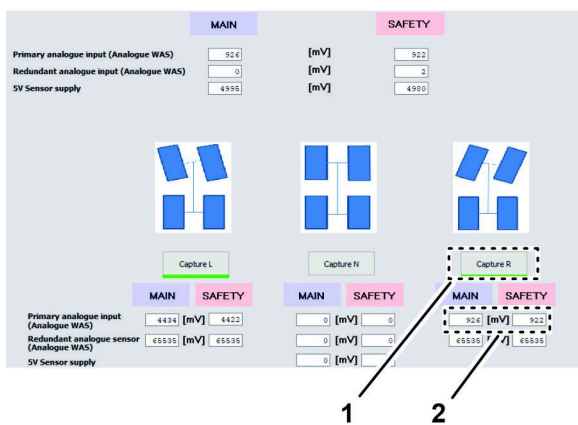 MAIN SAFETY
Primary analogue input (Analogue WAS) 926 [mV] 922
Redundant analogue input (Analogue WAS) 0 [mV] 2
5V Sensor supply 4995 [mV] 4980
Capture L Capture N Capture R
MAIN SAFETY MAIN SAFETY MAIN SAFETY
Primary analogue input 4434 [mV] 4422 0 [mV] 0 926 [mV] 922
(Analogue WAS)
Redundant analogue sensor 65535 [mV] 65535 0 [mV] 0 65535 V] 65535
(Analogue WAS)
5V Sensor supply 0 [mV] 0
1 2